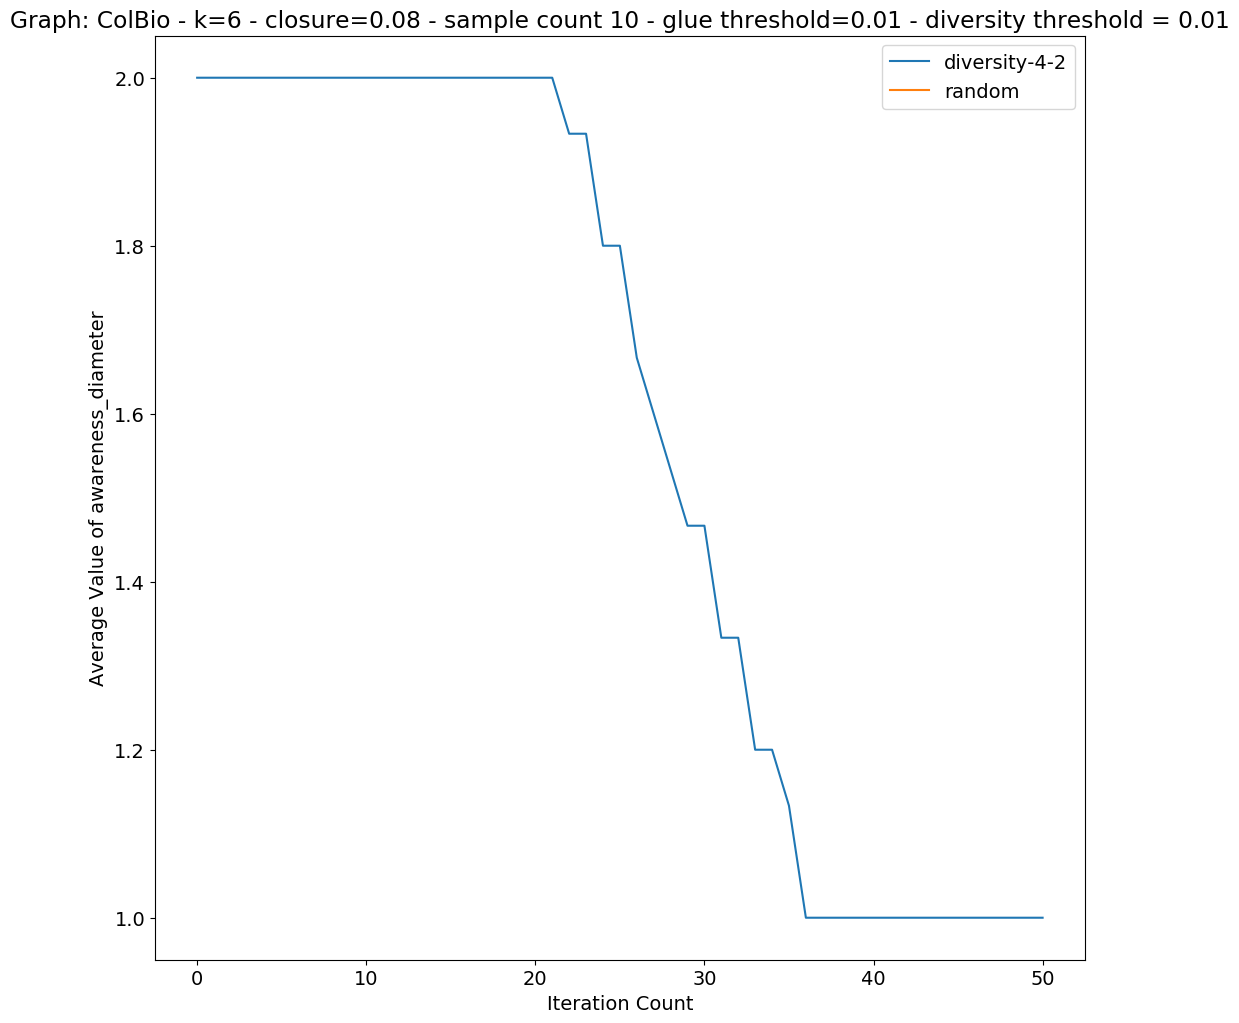 Graph: ColBio - k=6 - closure=0.08 - sample count 10 - glue threshold=0.01 - diversity threshold = 0.01
diversity-4-2
random
2.0
1.8
1.6
1.4
1.2
1.0
Average Value of awareness_diameter
0 10 20 30 40 50
Iteration Count